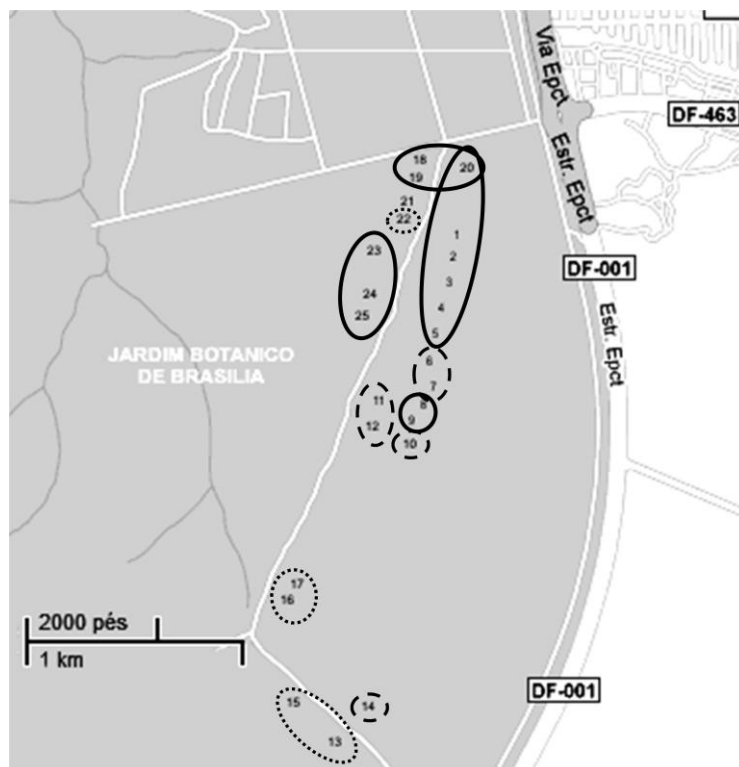 Via Epct
DF-463
Estr. Epct
18
20
19
21
22
1
23
2
DF-001
3
24
4
25
5
Estr. Epct
JARDIM BOTANICO
DE BRASILIA
6
7
11
8
9
12
10
17
16
2000 pés
1 km
DF-001
15
14
13